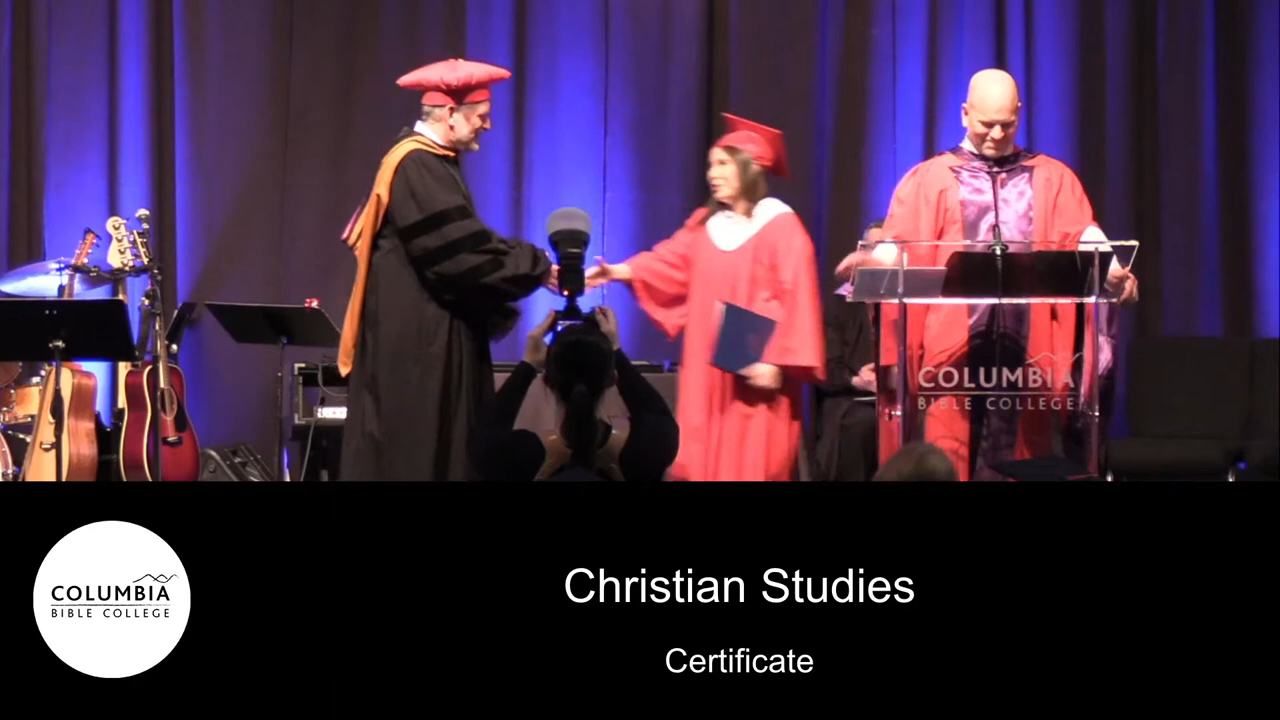 COLUMBIA
BIBLE COLLEGE
COLUMBIA
BIBLE COLLEGE
Christian Studies
Certificate